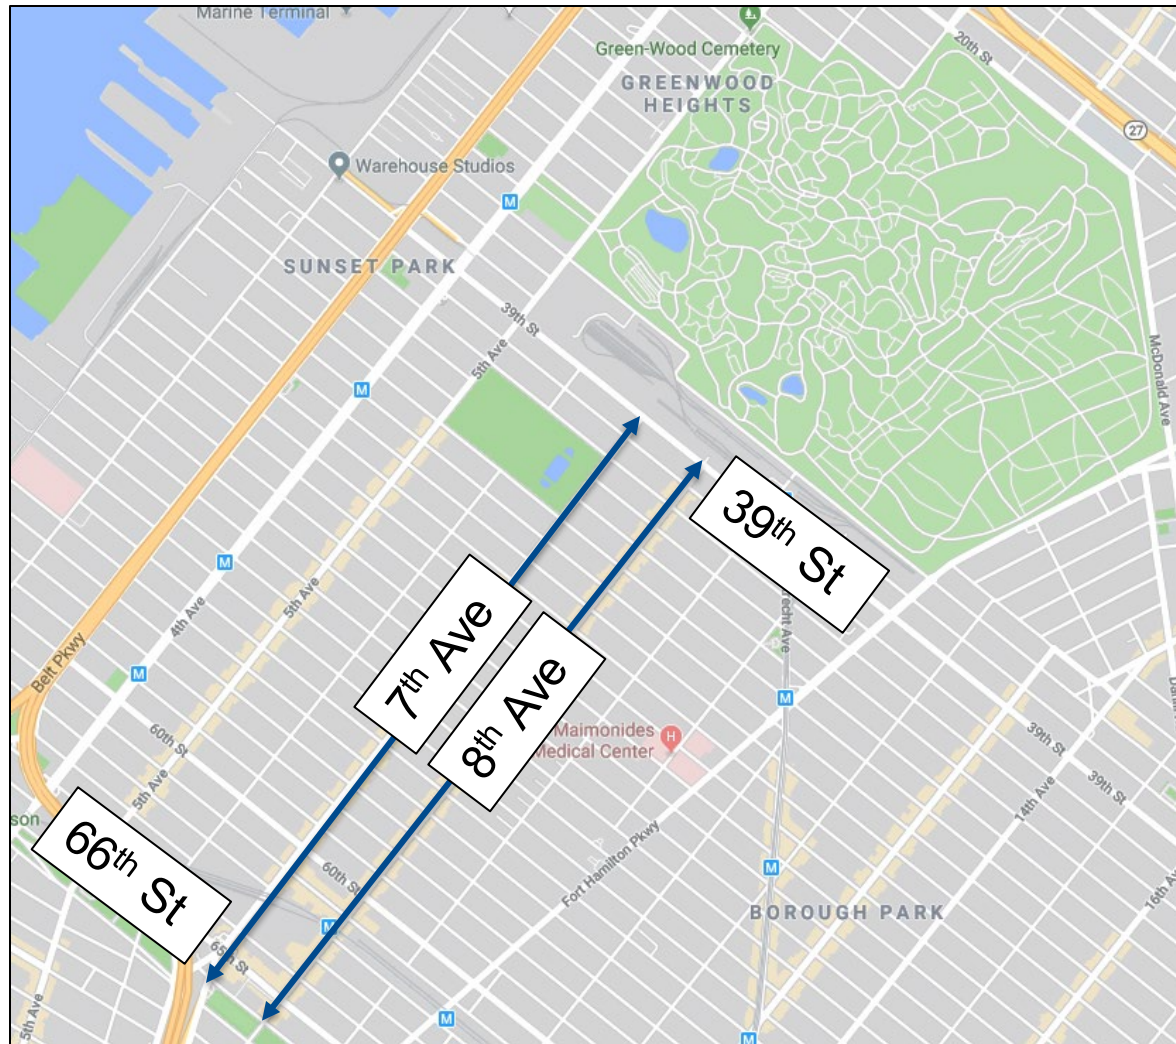 Marine Terminal
Green-Wood Cemetery
GREENWOOD
HEIGHTS
20th St
27
Warehouse Studios
M
SUNSET PARK
39th St
5th Ave
McDonald Ave
M
39th St
M
5th Ave
4th Ave
7th Ave
8th Ave
M
Belt Pkwy
M
Maimonides
Medical Center
H
60th St
5th Ave
39th St
39th St
14th Ave
66th St
60th St
Fort Hamilton Pkwy
M
16th Ave
BOROUGH PARK
M
65th St
5th Ave
M
M